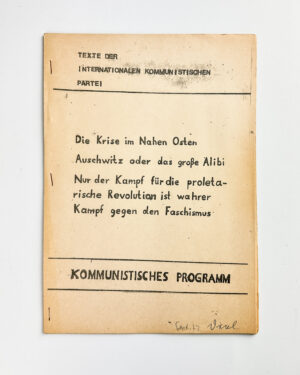 TEXTE DER
INTERNATIONALEN KOMMUNISTISCHEN
PARTEI
Die Krise im Nahen Osten
Auschwitz oder das große Alibi
Nur der Kampf für die proleta-
rische Revolution ist wahrer
Kampf gegen den Faschismus
KOMMUNISTISCHES PROGRAMM